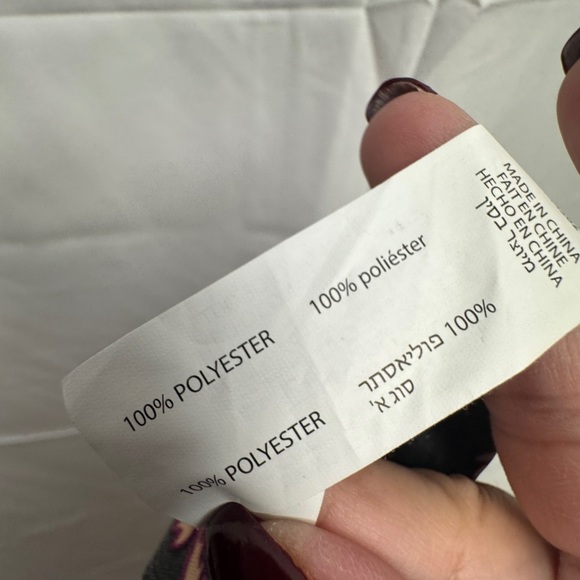 100% POLYESTER
100% poliéster
100% POLYESTER
100% פוליאסתר
סוג א'
MADE IN CHINA
FAIT EN CHINE
HECHO EN CHINA
מיוצר בסין